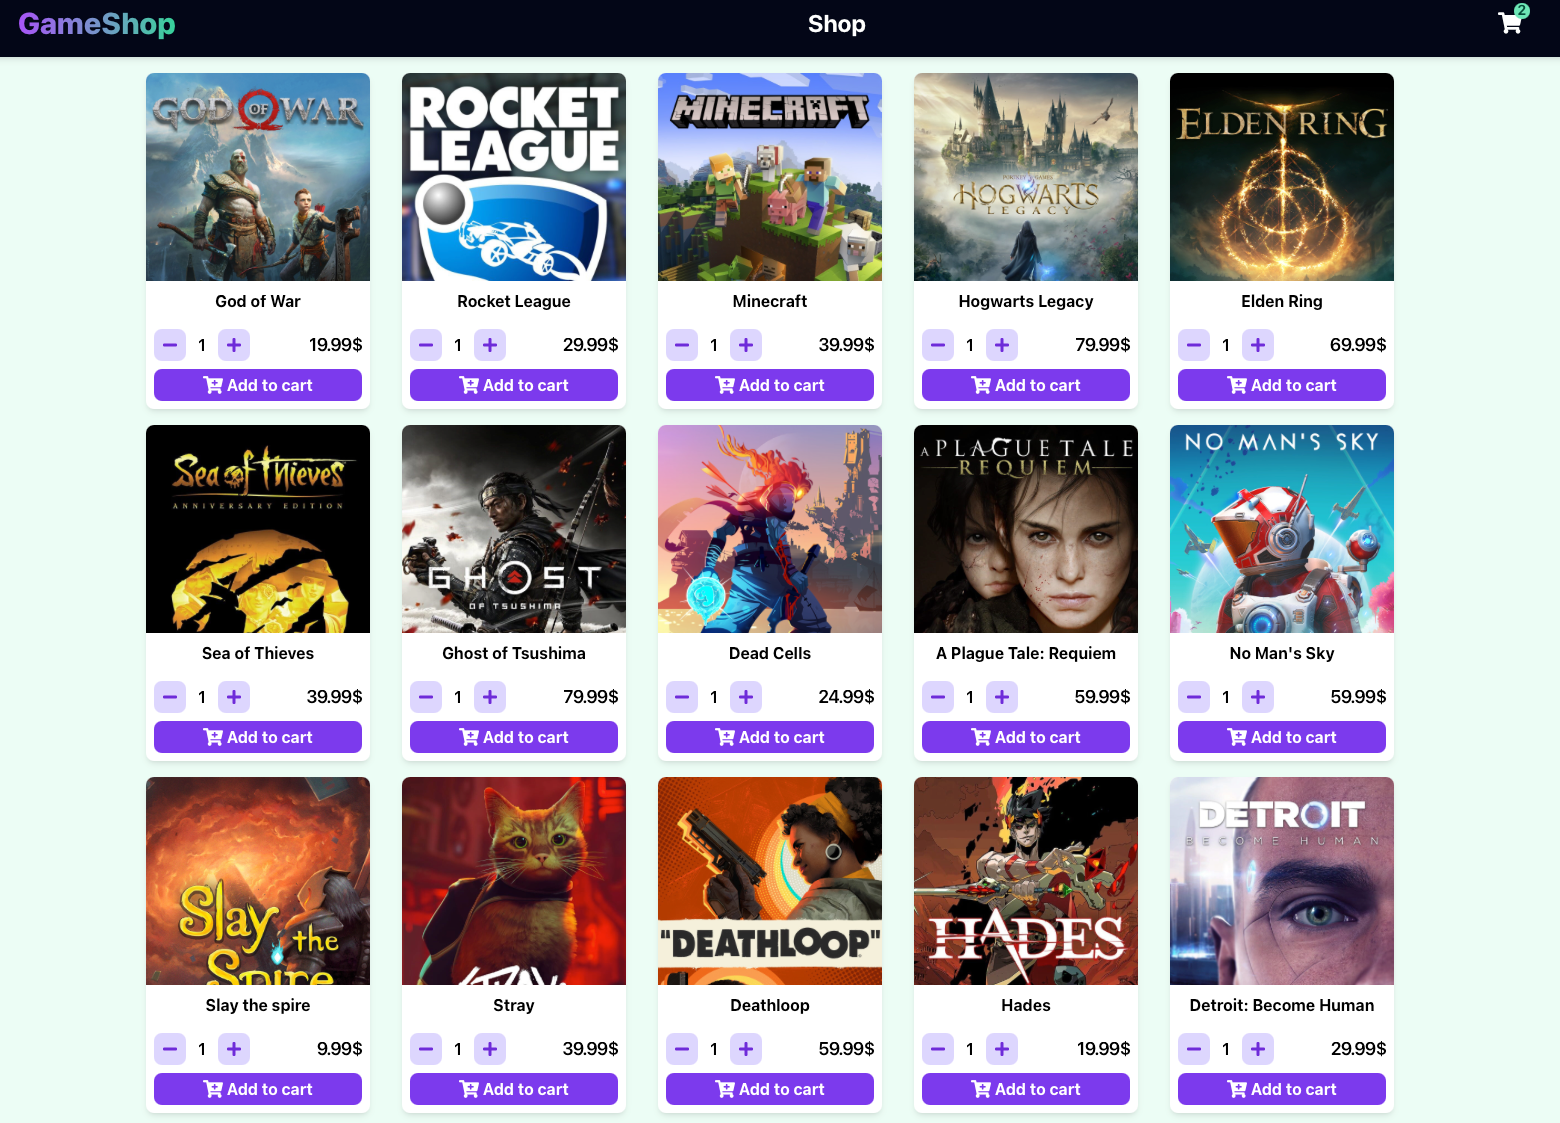 GameShop
Shop
2
GOD OF WAR
ROCKET
LEAGUE
MINECRAFT
PORTKEY GAMES
HOGWARTS
LEGACY
ELDEN RING
God of War
Rocket League
Minecraft
Hogwarts Legacy
Elden Ring
1 19.99$
1 29.99$
1 39.99$
1 79.99$
1 69.99$
Add to cart
Add to cart
Add to cart
Add to cart
Add to cart
Sea of Thieves
ANNIVERSARY EDITION
GHOST
OF TSUSHIMA
A PLAGUE TALE
REQUIEM
NO MAN'S SKY
Sea of Thieves
Ghost of Tsushima
Dead Cells
A Plague Tale: Requiem
No Man's Sky
1 39.99$
1 79.99$
1 24.99$
1 59.99$
1 59.99$
Add to cart
Add to cart
Add to cart
Add to cart
Add to cart
Slay
the
Spire
STRAY
"DEATHLOOP"
HADES
DETROIT
BECOME HUMAN
Slay the spire
Stray
Deathloop
Hades
Detroit: Become Human
1 9.99$
1 39.99$
1 59.99$
1 19.99$
1 29.99$
Add to cart
Add to cart
Add to cart
Add to cart
Add to cart